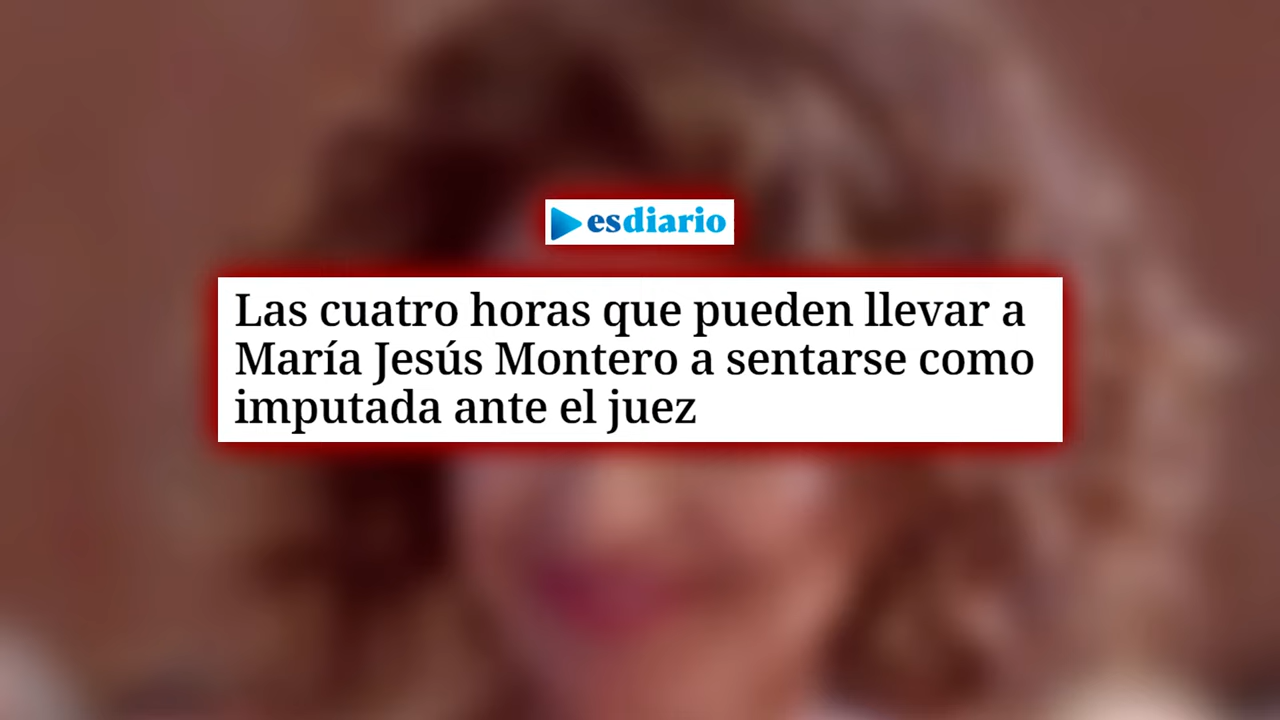 esdiario
Las cuatro horas que pueden llevar a
María Jesús Montero a sentarse como
imputada ante el juez